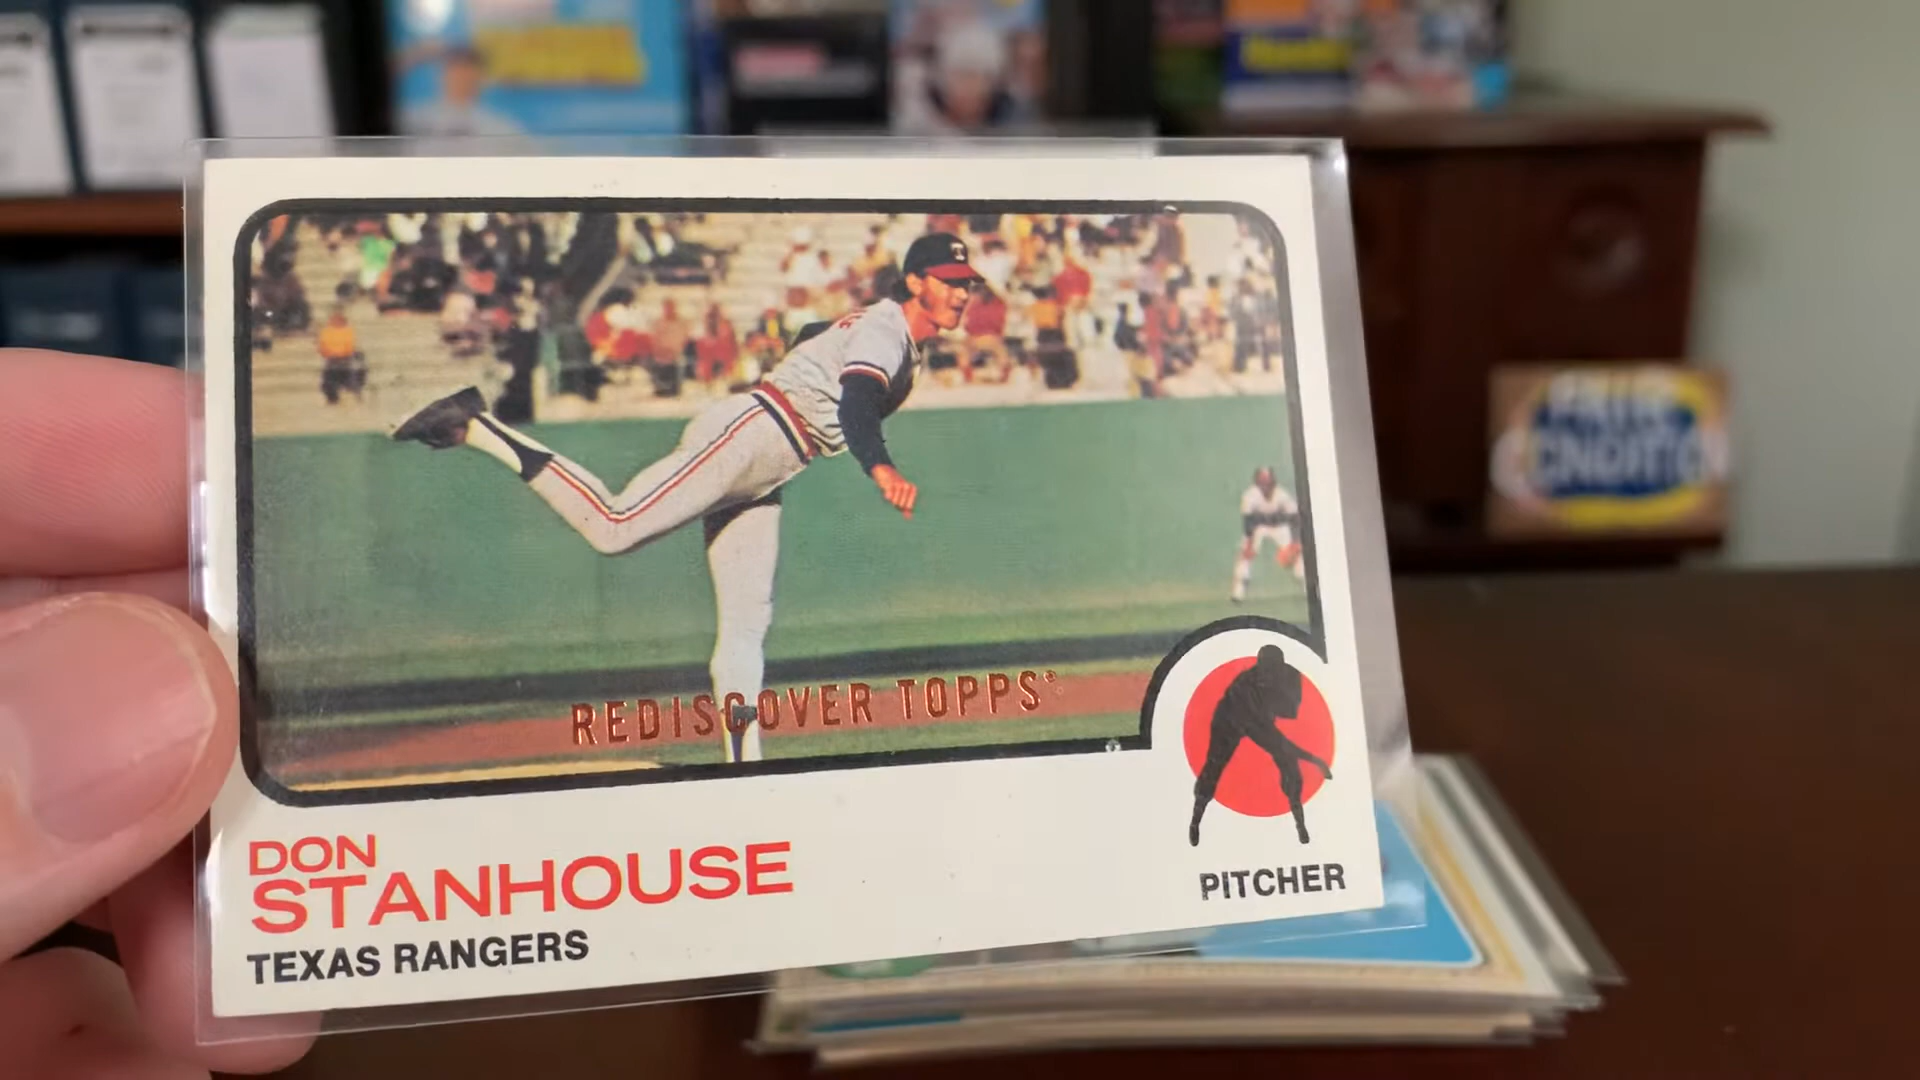 T
REDISCOVER TOPPS®
DON
STANHOUSE
TEXAS RANGERS
PITCHER